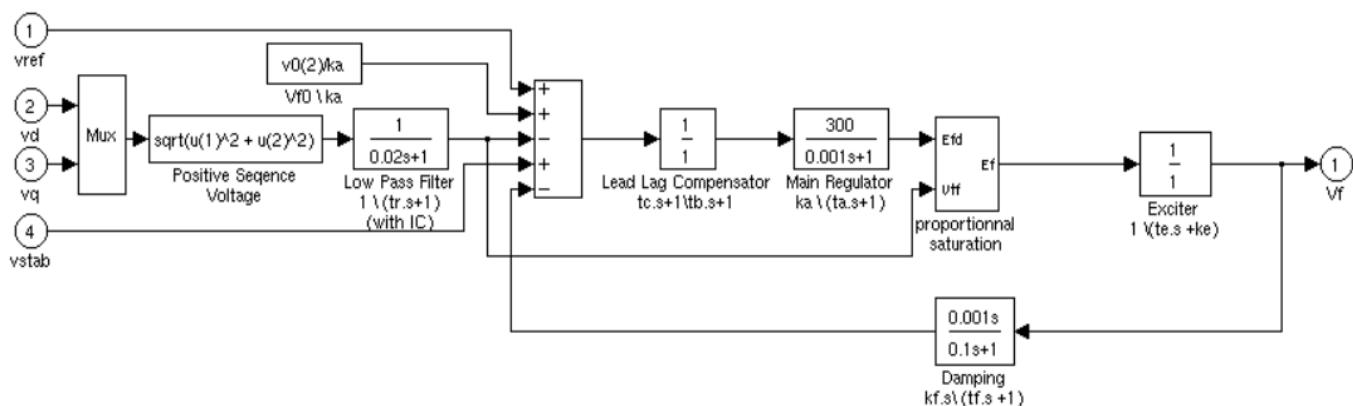 1
vref
2
vd
3
vq
4
vstab
Mux
sqrt(u(1)^2 + u(2)^2)
Positive Seqence
Voltage
v0(2)/ka
Vf0 \ ka
1
0.02s+1
Low Pass Filter
1 \ (tr.s+1)
(with IC)
+
+
−
+
−
1
1
Lead Lag Compensator
tc.s+1\tb.s+1
300
0.001s+1
Main Regulator
ka \ (ta.s+1)
Efd
Ef
Vtf
proportionnal
saturation
1
1
Exciter
1 \(te.s +ke)
1
Vf
0.001s
0.1s+1
Damping
kf.s\ (tf.s +1)